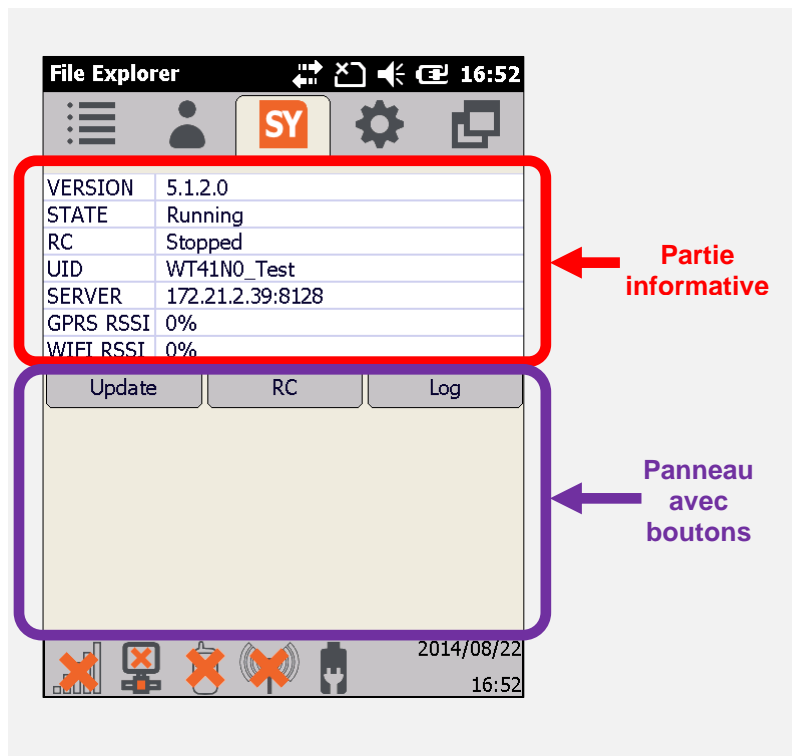 File Explorer 16:52
SY
VERSION 5.1.2.0
STATE Running
RC Stopped
UID WT41N0_Test
SERVER 172.21.2.39:8128
GPRS RSSI 0%
WIFI RSSI 0%
Partie
informative
Update RC Log
Panneau
avec
boutons
2014/08/22
16:52